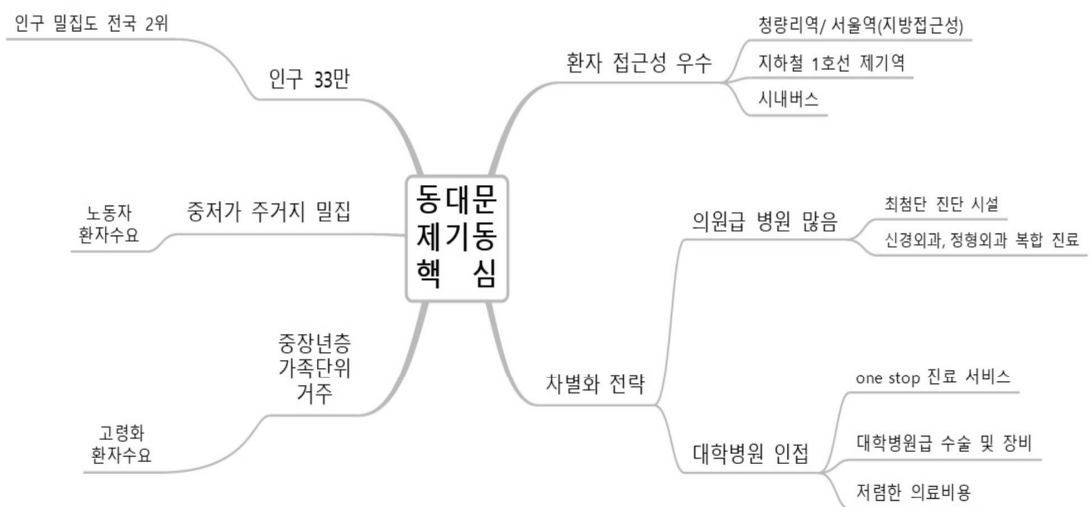 인구 밀집도 전국 2위
인구 33만
노동자
환자수요
중저가 주거지 밀집
중장년층
가족단위
거주
고령화
환자수요
동대문
제기동
핵 심
환자 접근성 우수
청량리역/ 서울역(지방접근성)
지하철 1호선 제기역
시내버스
차별화 전략
의원급 병원 많음
최첨단 진단 시설
신경외과, 정형외과 복합 진료
대학병원 인접
one stop 진료 서비스
대학병원급 수술 및 장비
저렴한 의료비용